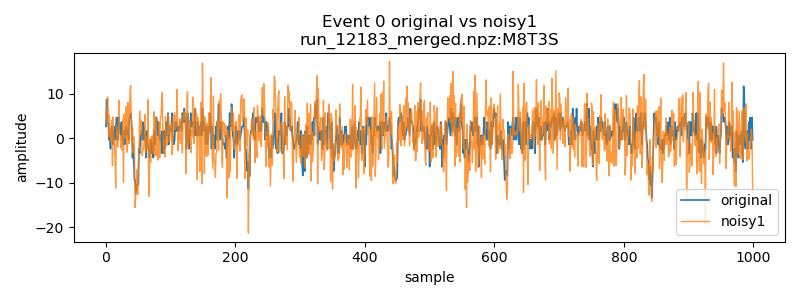 Event 0 original vs noisy1
run_12183_merged.npz:M8T3S
amplitude
10
0
−10
−20
0
200
400
600
800
1000
sample
original
noisy1